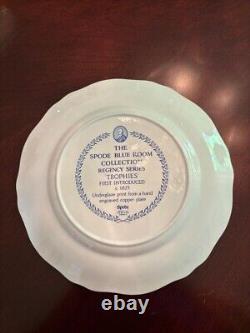 THE
SPODE BLUE ROOM
COLLECTION
REGENCY SERIES
'TROPHIES'
FIRST INTRODUCED
c. 1825
Underglaze print from a hand
engraved copper plate
Spode